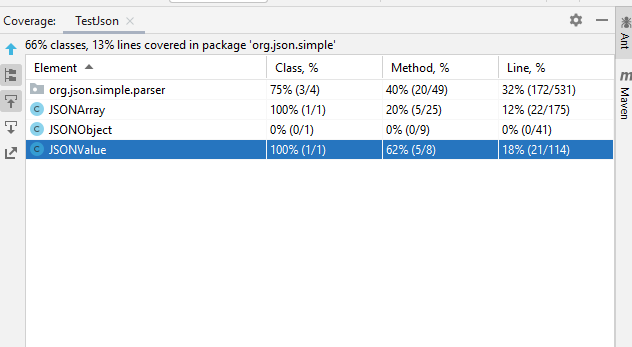 Coverage: TestJson
66% classes, 13% lines covered in package 'org.json.simple'
Element Class, % Method, % Line, %
org.json.simple.parser 75% (3/4) 40% (20/49) 32% (172/531)
JSONArray 100% (1/1) 20% (5/25) 12% (22/175)
JSONObject 0% (0/1) 0% (0/9) 0% (0/41)
JSONValue 100% (1/1) 62% (5/8) 18% (21/114)
Ant
Maven